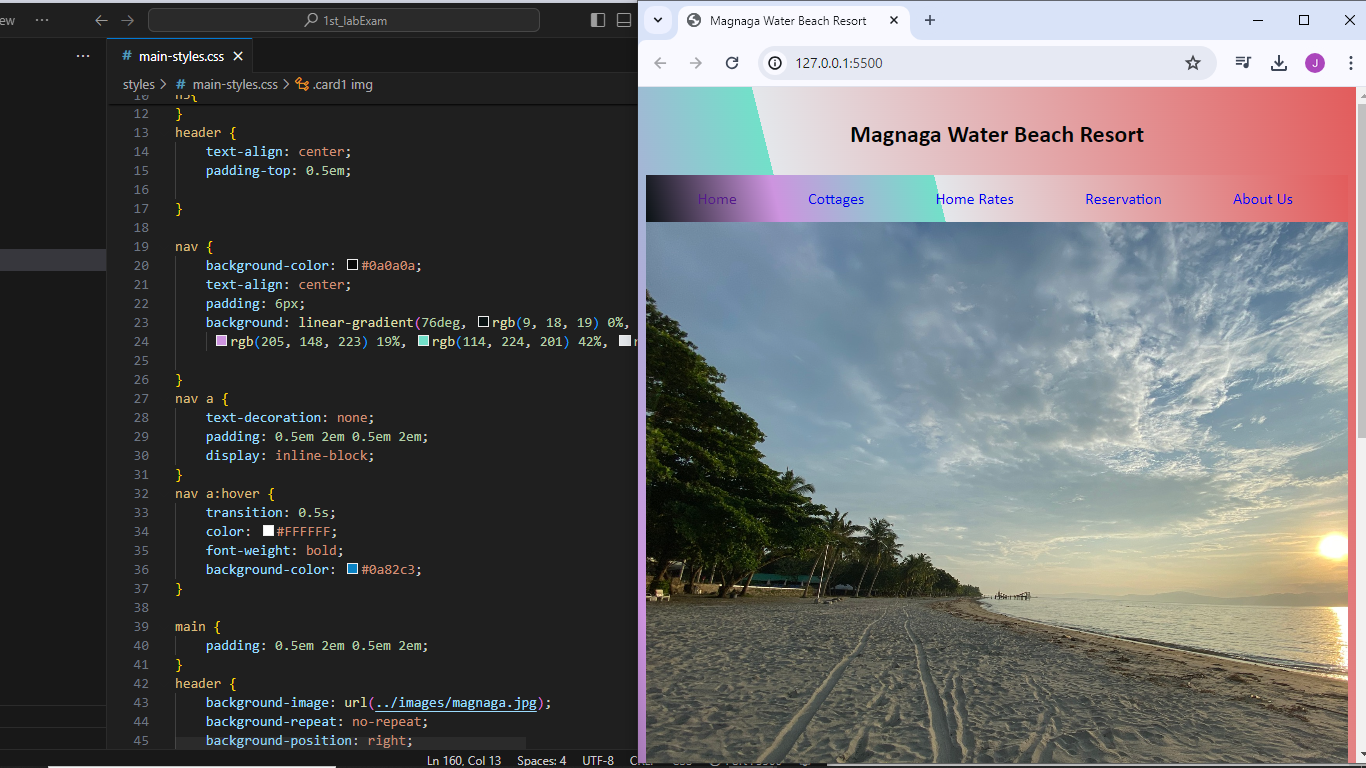 ew ··· 1st_labExam
# main-styles.css
styles > # main-styles.css > .card1 img
12 }
13 header {
14 text-align: center;
15 padding-top: 0.5em;
16
17 }
18
19 nav {
20 background-color: #0a0a0a;
21 text-align: center;
22 padding: 6px;
23 background: linear-gradient(76deg, rgb(9, 18, 19) 0%,
24 rgb(205, 148, 223) 19%, rgb(114, 224, 201) 42%,
25
26 }
27 nav a {
28 text-decoration: none;
29 padding: 0.5em 2em 0.5em 2em;
30 display: inline-block;
31 }
32 nav a:hover {
33 transition: 0.5s;
34 color: #FFFFFF;
35 font-weight: bold;
36 background-color: #0a82c3;
37 }
38
39 main {
40 padding: 0.5em 2em 0.5em 2em;
41 }
42 header {
43 background-image: url(../images/magnaga.jpg);
44 background-repeat: no-repeat;
45 background-position: right;
Ln 160, Col 13 Spaces: 4 UTF-8
Magnaga Water Beach Resort
127.0.0.1:5500
J
Magnaga Water Beach Resort
Home Cottages Home Rates Reservation About Us